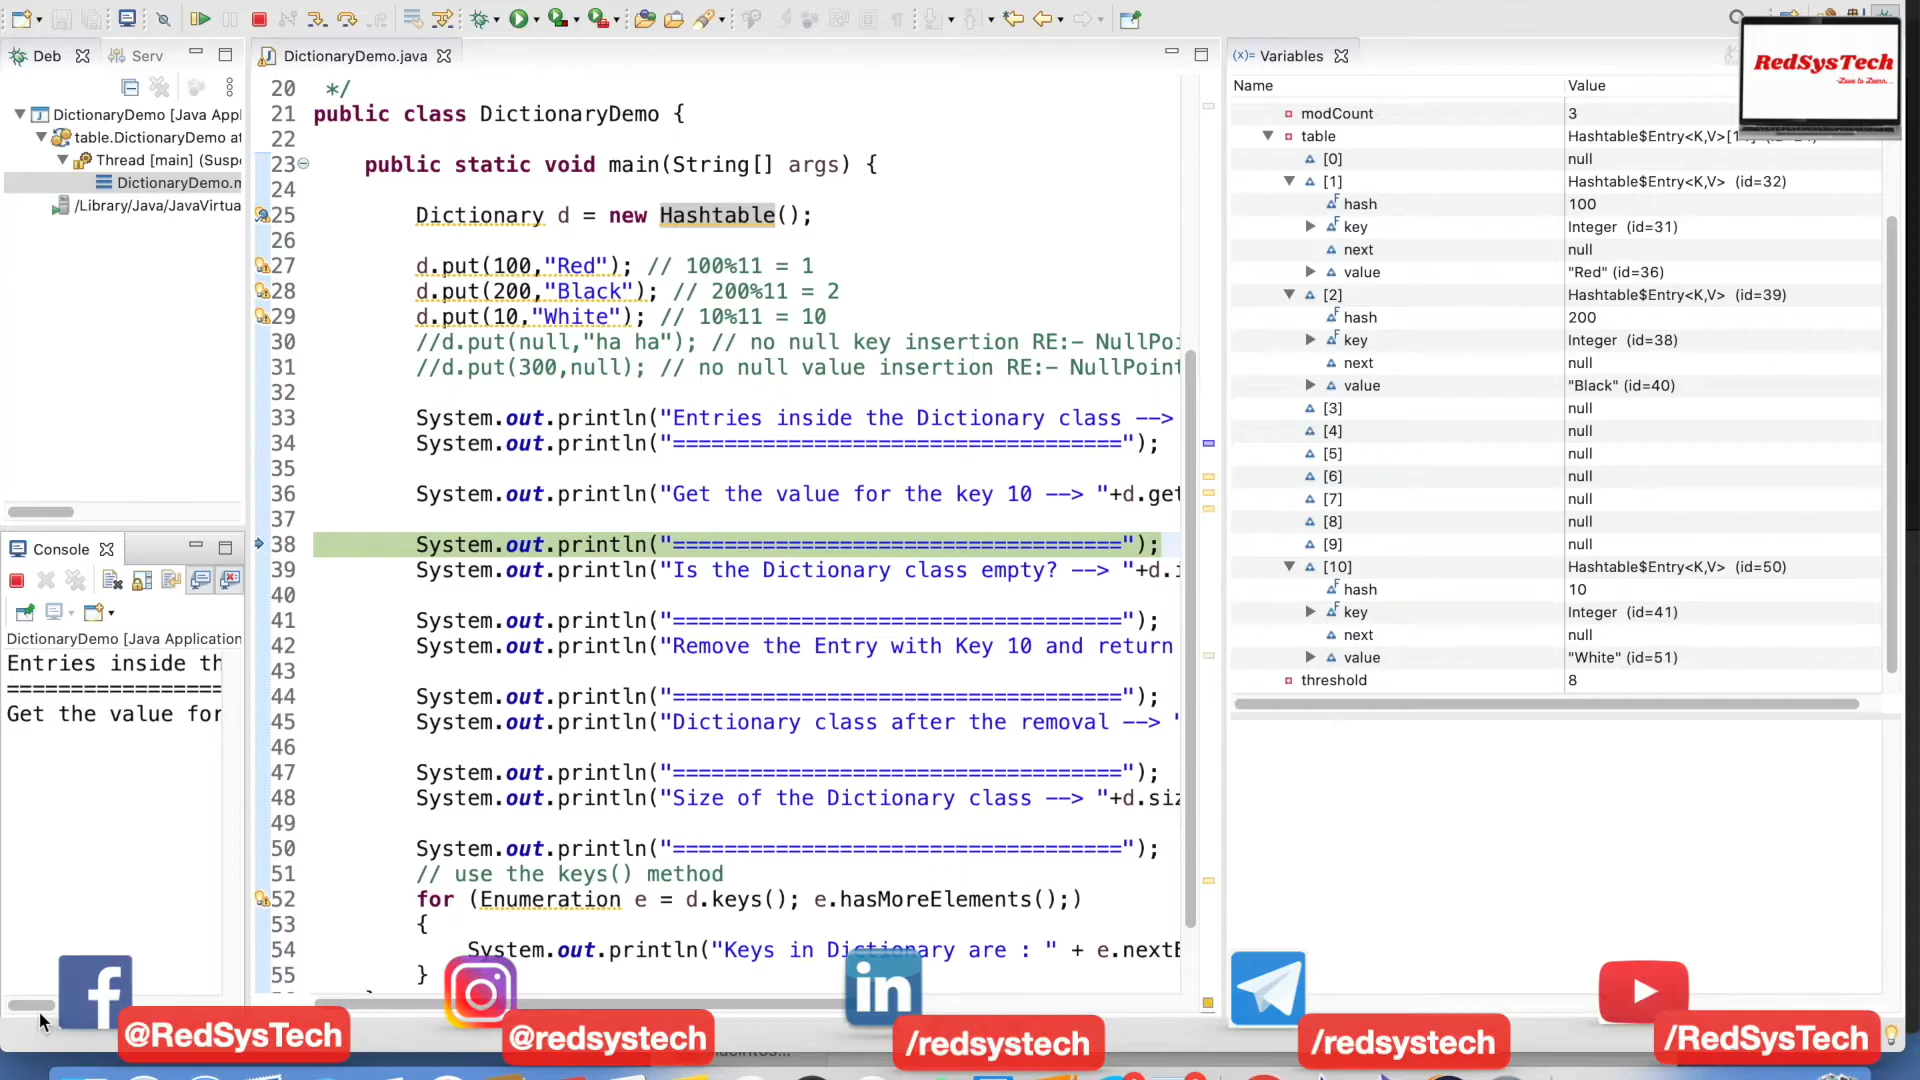 Deb
Serv
DictionaryDemo [Java Appl
table.DictionaryDemo at
Thread [main] (Suspe
DictionaryDemo.m
/Library/Java/JavaVirtua
DictionaryDemo.java
20 */
21 public class DictionaryDemo {
22
23 public static void main(String[] args) {
24
25 Dictionary d = new Hashtable();
26
27 d.put(100,"Red"); // 100%11 = 1
28 d.put(200,"Black"); // 200%11 = 2
29 d.put(10,"White"); // 10%11 = 10
30 //d.put(null,"ha ha"); // no null key insertion RE:- NullPoi
31 //d.put(300,null); // no null value insertion RE:- NullPoint
32
33 System.out.println("Entries inside the Dictionary class -->
34 System.out.println("===================================");
35
36 System.out.println("Get the value for the key 10 --> "+d.get
37
38 System.out.println("===================================");
39 System.out.println("Is the Dictionary class empty? --> "+d.i
40
41 System.out.println("===================================");
42 System.out.println("Remove the Entry with Key 10 and return
43
44 System.out.println("===================================");
45 System.out.println("Dictionary class after the removal --> "
46
47 System.out.println("===================================");
48 System.out.println("Size of the Dictionary class --> "+d.siz
49
50 System.out.println("===================================");
51 // use the keys() method
52 for (Enumeration e = d.keys(); e.hasMoreElements();)
53 {
54 System.out.println("Keys in Dictionary are : " + e.nextE
55 }
Console
DictionaryDemo [Java Application
Entries inside th
=================
Get the value for
(x)= Variables
Name Value
modCount 3
table Hashtable$Entry<K,V>
[0] null
[1] Hashtable$Entry<K,V> (id=32)
hash 100
key Integer (id=31)
next null
value "Red" (id=36)
[2] Hashtable$Entry<K,V> (id=39)
hash 200
key Integer (id=38)
next null
value "Black" (id=40)
[3] null
[4] null
[5] null
[6] null
[7] null
[8] null
[9] null
[10] Hashtable$Entry<K,V> (id=50)
hash 10
key Integer (id=41)
next null
value "White" (id=51)
threshold 8
RedSysTech
-Live to Learn...
@RedSysTech
@redsystech
in
/redsystech
/redsystech
/RedSysTech